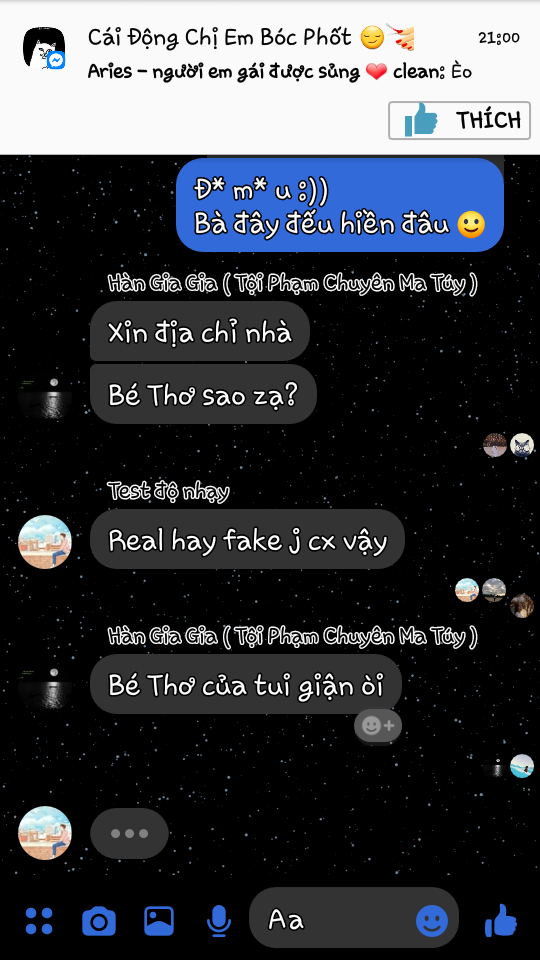 Cái Động Chị Em Bóc Phốt 😏💅
21:00
Aries – người em gái được sủng ❤ clean: Èo
THÍCH
Đ* m* u :))
Bà đây đếu hiền đâu 🙂
Hàn Gia Gia ( Tội Phạm Chuyên Ma Túy )
Xin địa chỉ nhà
Bé Thơ sao zạ?
Test độ nhạy
Real hay fake j cx vậy
Hàn Gia Gia ( Tội Phạm Chuyên Ma Túy )
Bé Thơ của tui giận òi
Aa